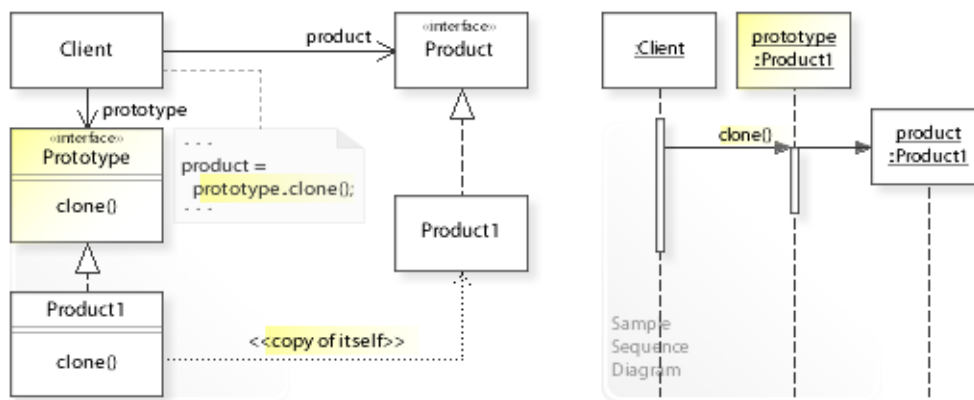 Client
product
«interface»
Product
prototype
«interface»
Prototype
clone()
- - -
product =
prototype.clone();
- - -
Product1
Product1
clone()
<<copy of itself>>
:Client
prototype
:Product1
clone()
product
:Product1
Sample
Sequence
Diagram